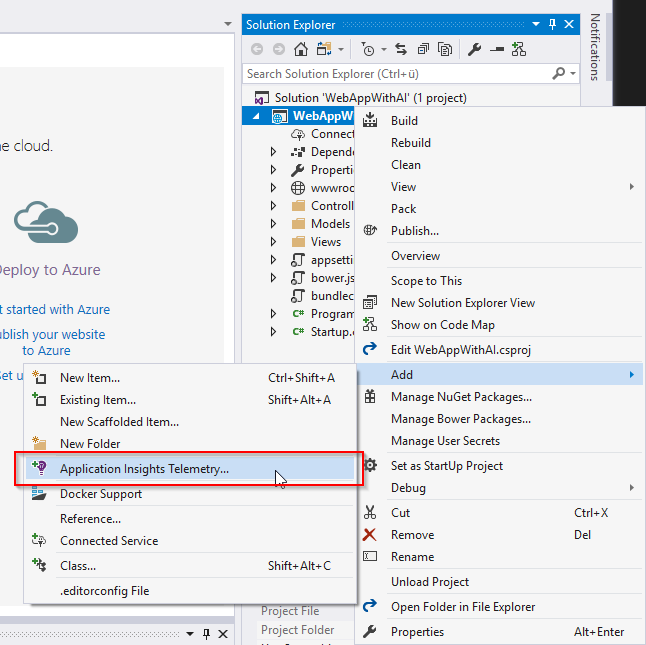 Solution Explorer
Search Solution Explorer (Ctrl+ü)
Notifications
Solution 'WebAppWithAI' (1 project)
WebAppWi
Connect
Depende
Properti
wwwroo
Controll
Models
Views
appsetti
bower.js
bundlec
C# Program
C# Startup.c
e cloud.
Deploy to Azure
t started with Azure
blish your website
to Azure
Set u
Build
Rebuild
Clean
View
Pack
Publish...
Overview
Scope to This
New Solution Explorer View
Show on Code Map
Edit WebAppWithAI.csproj
Add
Manage NuGet Packages...
Manage Bower Packages...
Manage User Secrets
Set as StartUp Project
Debug
Cut Ctrl+X
Remove Del
Rename
Unload Project
Open Folder in File Explorer
Properties Alt+Enter
New Item... Ctrl+Shift+A
Existing Item... Shift+Alt+A
New Scaffolded Item...
New Folder
Application Insights Telemetry...
Docker Support
Reference...
Connected Service
Class... Shift+Alt+C
.editorconfig File
Project File
Project Folder